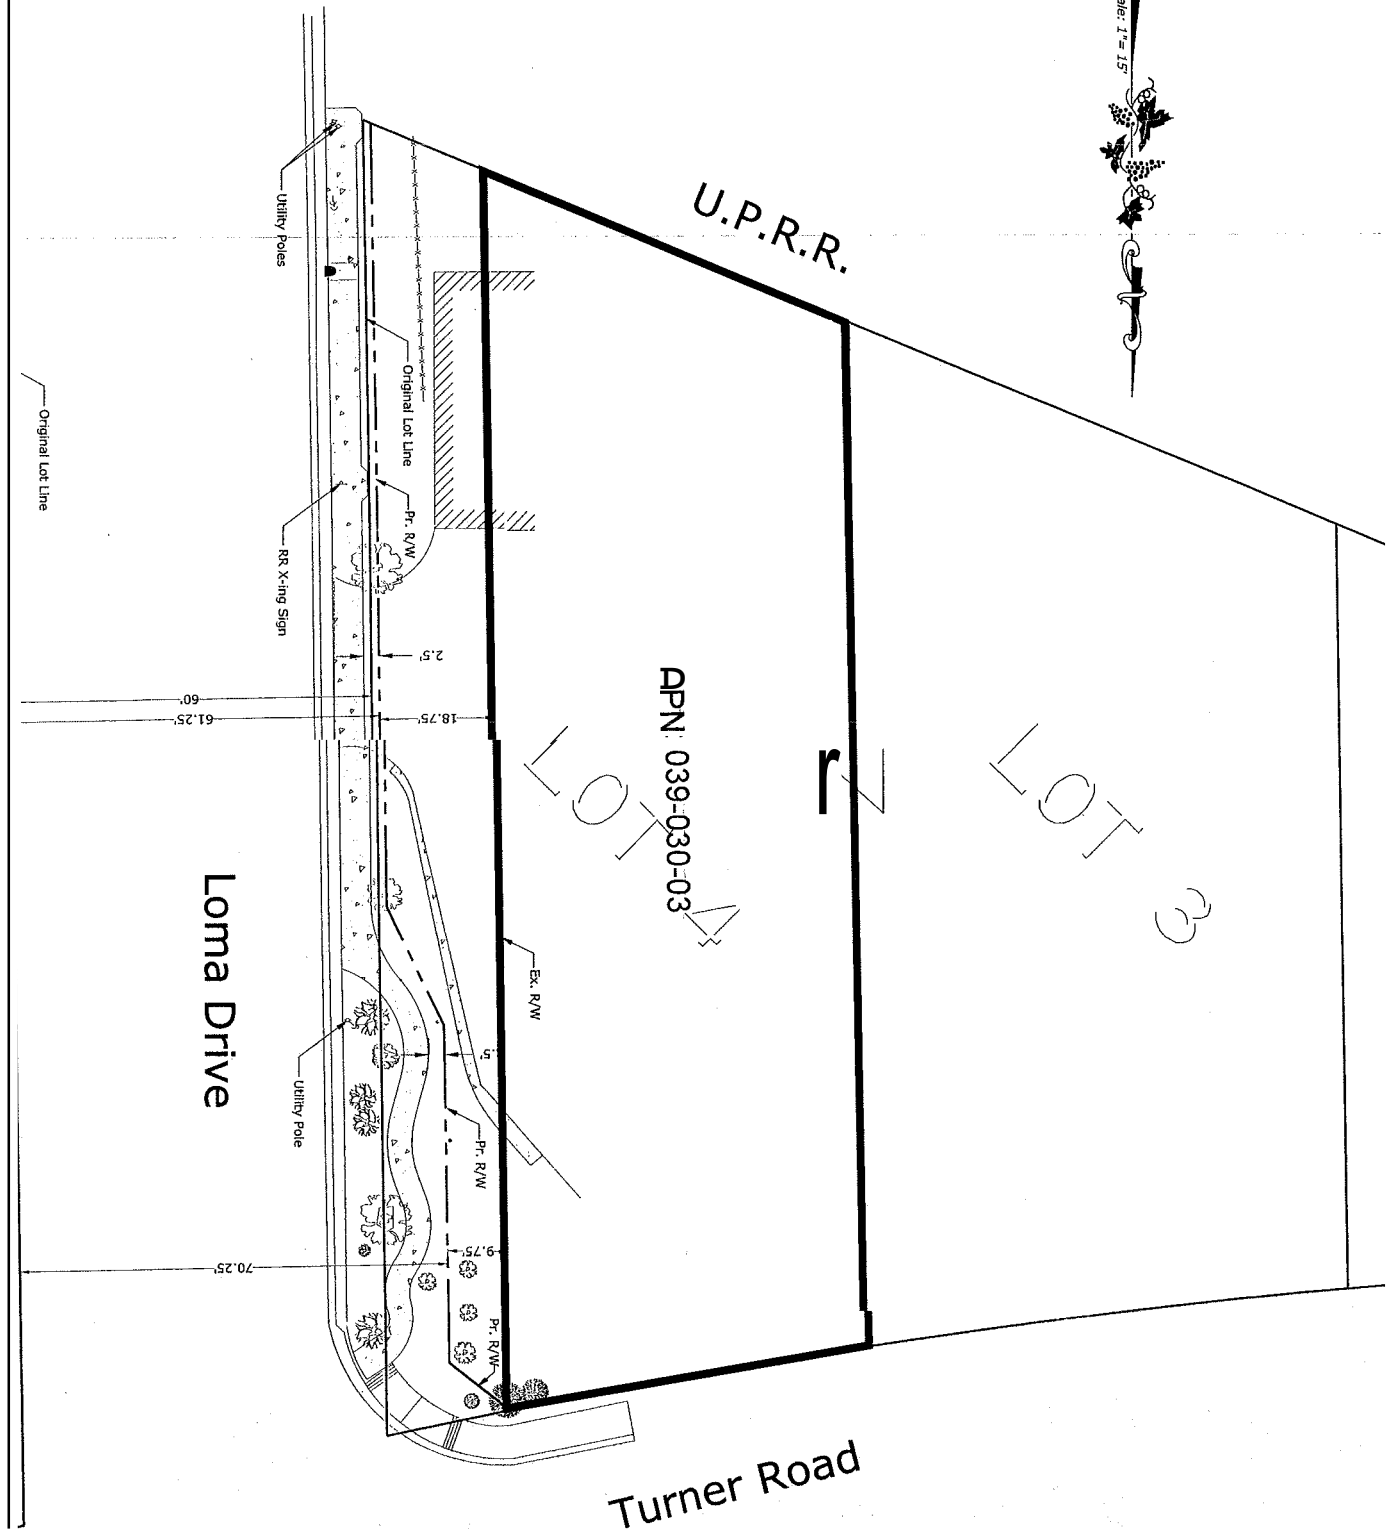 1"= 15'
U.P.R.R.
Utility Poles
Original Lot Line
Original Lot Line
Pr. R/W
RR X-ing Sign
2.5'
60'
61.25'
18.75'
APN: 039-030-03
LOT 4
LOT 3
Ex. R/W
Loma Drive
Utility Pole
Pr. R/W
9.75'
70.25'
Pr. R/W
Turner Road